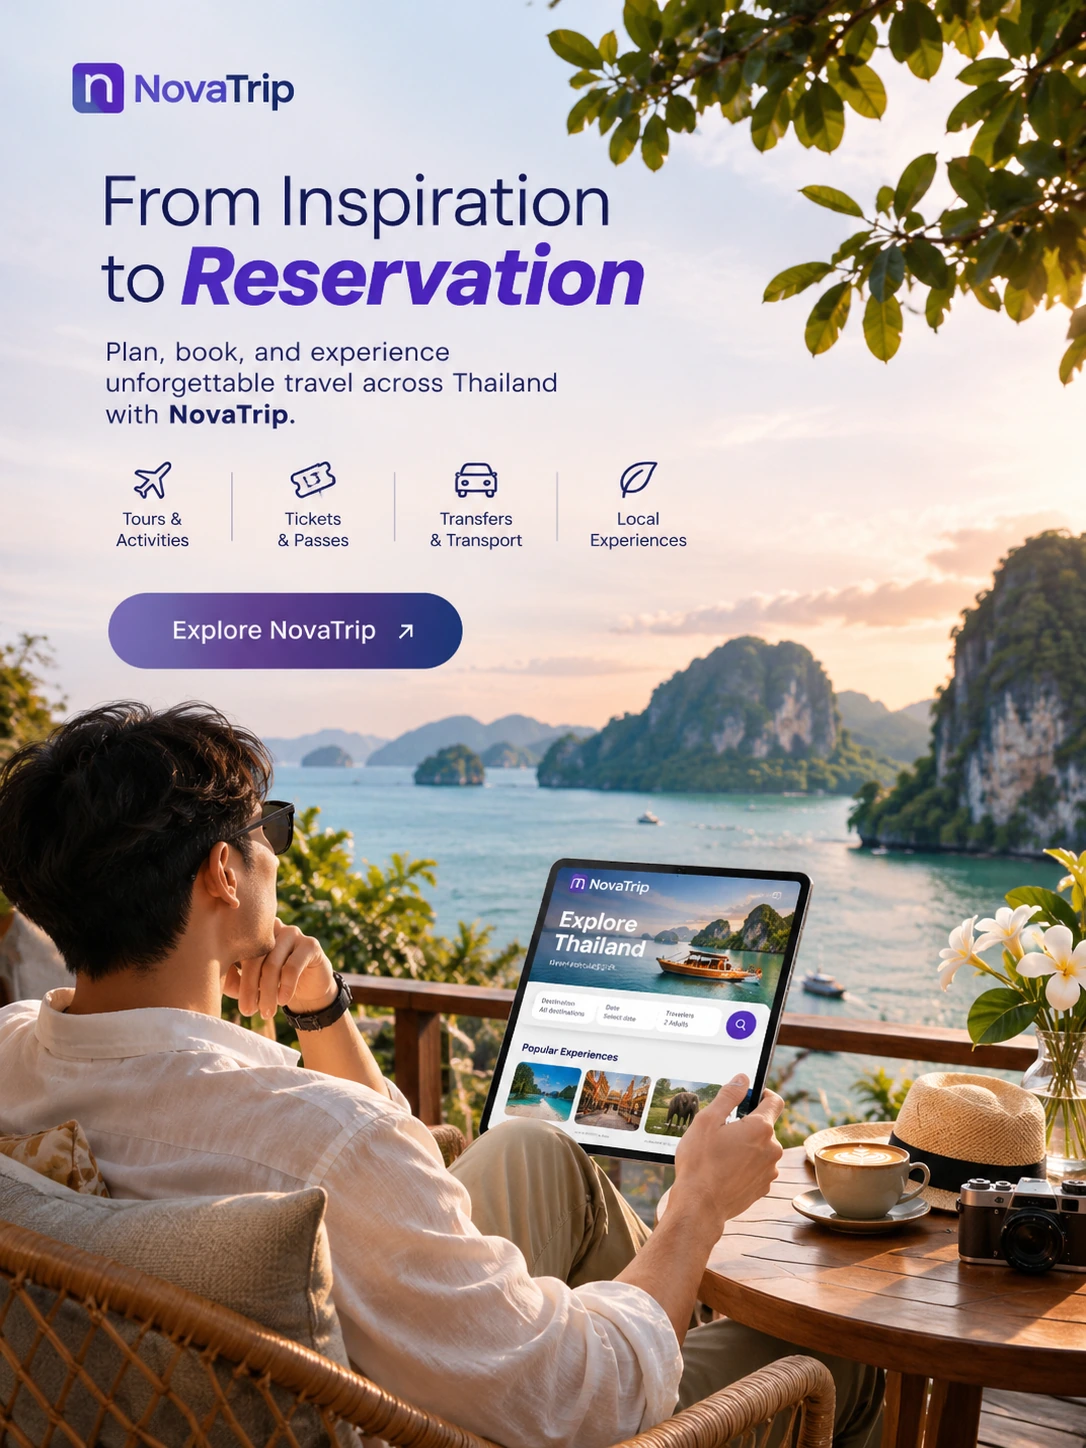 NovaTrip
From Inspiration
to Reservation
Plan, book, and experience
unforgettable travel across Thailand
with NovaTrip.
Tours &
Activities
Tickets
& Passes
Transfers
& Transport
Local
Experiences
Explore NovaTrip
NovaTrip
Explore
Thailand
Destination
All destinations
Date
Select date
Travelers
2 Adults
Popular Experiences